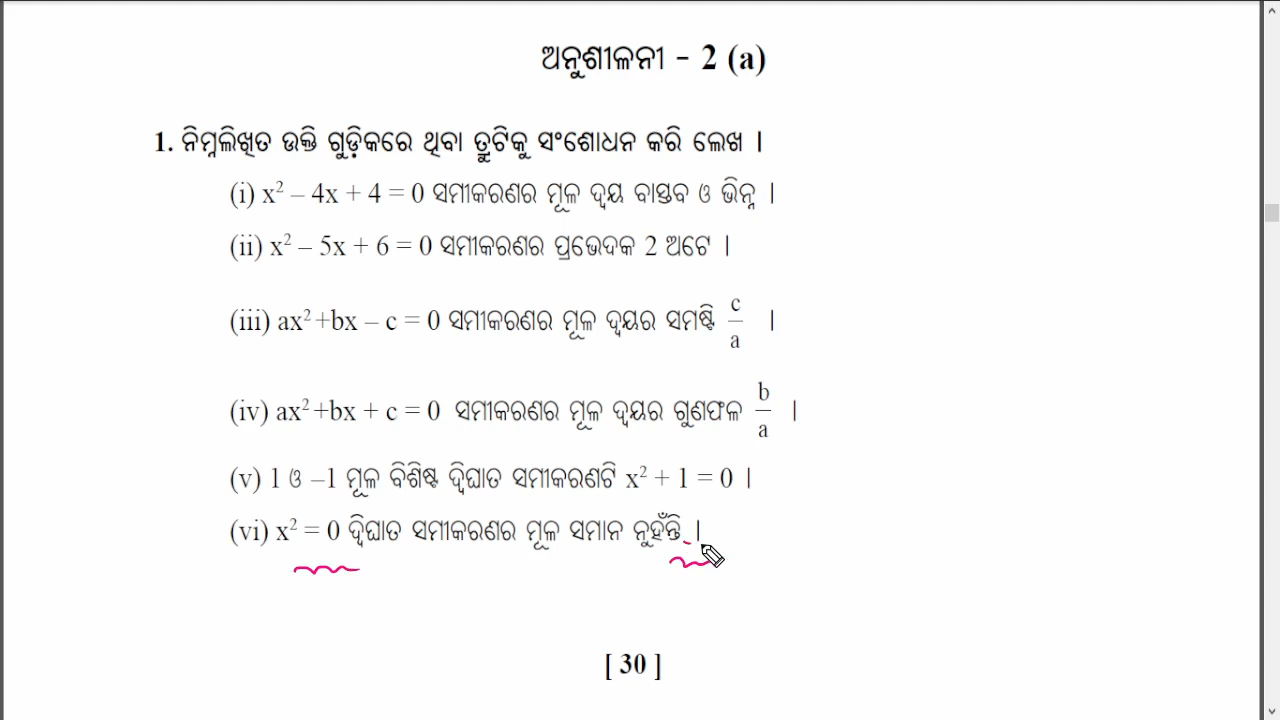 ଅନୁଶୀଳନୀ - 2 (a)
1. ନିମ୍ନଲିଖିତ ଉକ୍ତି ଗୁଡ଼ିକରେ ଥିବା ତ୍ରୁଟିକୁ ସଂଶୋଧନ କରି ଲେଖ ।
(i) x² – 4x + 4 = 0 ସମୀକରଣର ମୂଳ ଦ୍ୱୟ ବାସ୍ତବ ଓ ଭିନ୍ନ ।
(ii) x² – 5x + 6 = 0 ସମୀକରଣର ପ୍ରଭେଦକ 2 ଅଟେ ।
(iii) ax² +bx – c = 0 ସମୀକରଣର ମୂଳ ଦ୍ୱୟର ସମଷ୍ଟି c/a ।
(iv) ax² +bx + c = 0 ସମୀକରଣର ମୂଳ ଦ୍ୱୟର ଗୁଣଫଳ b/a ।
(v) 1 ଓ –1 ମୂଳ ବିଶିଷ୍ଟ ଦ୍ୱିଘାତ ସମୀକରଣଟି x² + 1 = 0 ।
(vi) x² = 0 ଦ୍ୱିଘାତ ସମୀକରଣର ମୂଳ ସମାନ ନୁହଁନ୍ତି ।
[ 30 ]